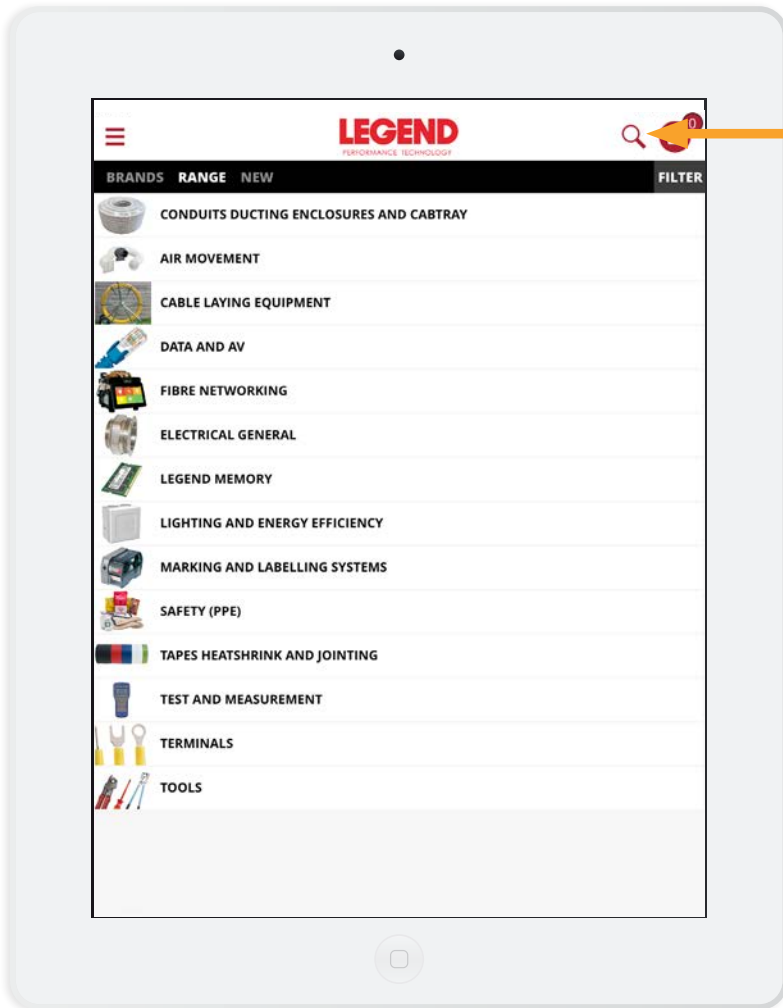 LEGEND
PERFORMANCE TECHNOLOGY
0
BRANDS RANGE NEW FILTER
CONDUITS DUCTING ENCLOSURES AND CABTRAY
AIR MOVEMENT
CABLE LAYING EQUIPMENT
DATA AND AV
FIBRE NETWORKING
ELECTRICAL GENERAL
LEGEND MEMORY
LIGHTING AND ENERGY EFFICIENCY
MARKING AND LABELLING SYSTEMS
SAFETY (PPE)
TAPES HEATSHRINK AND JOINTING
TEST AND MEASUREMENT
TERMINALS
TOOLS